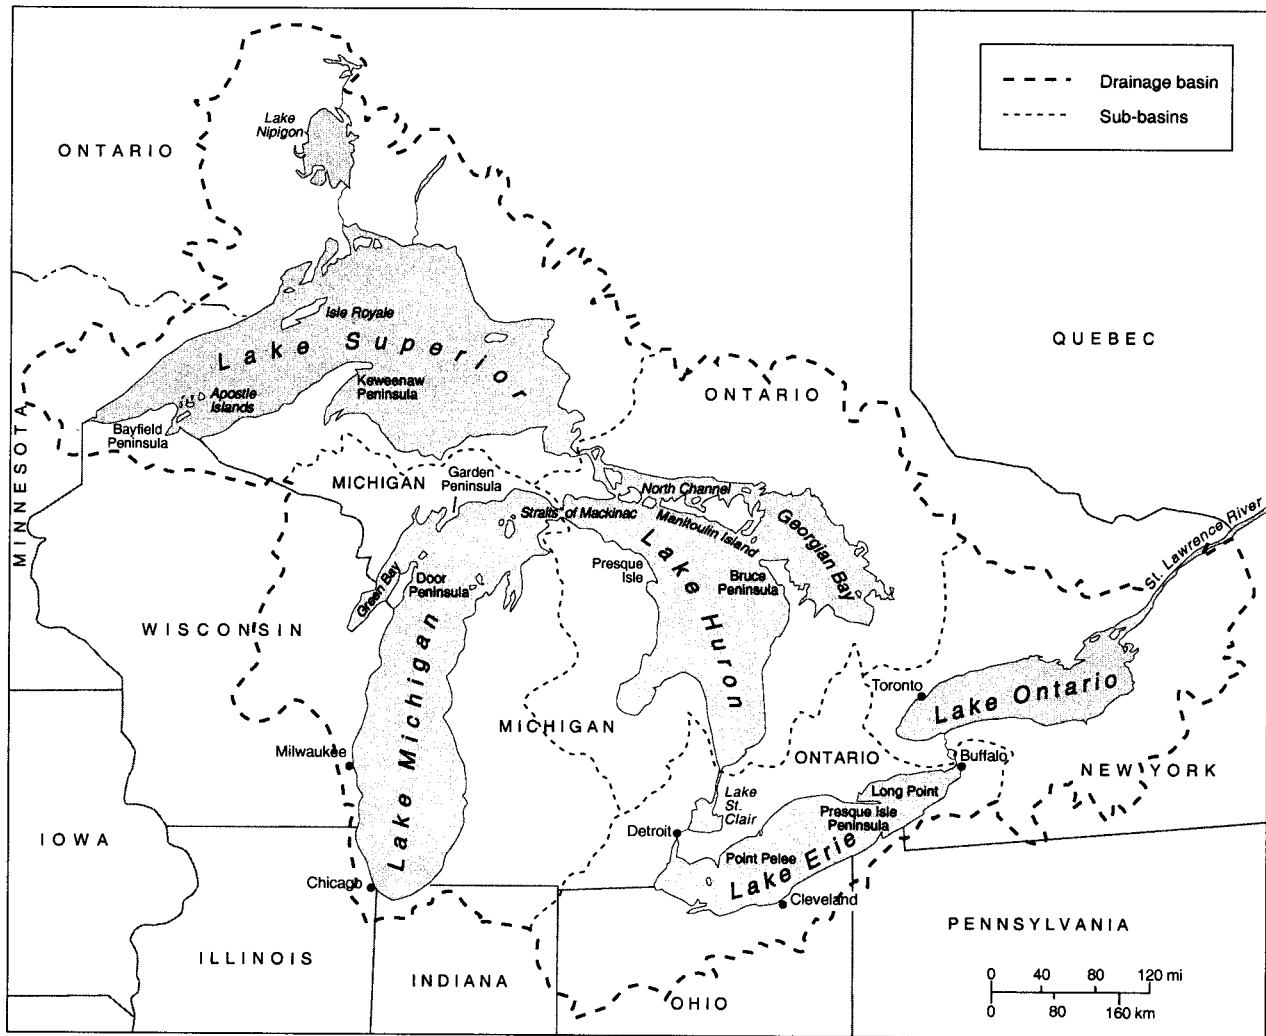 Drainage basin
Sub-basins
Lake
Nipigon
ONTARIO
QUEBEC
Isle Royale
Lake Superior
Keweenaw
Peninsula
Apostle
Islands
Bayfield
Peninsula
MINNESOTA
ONTARIO
MICHIGAN
Garden
Peninsula
North Channel
Straits of Mackinac
Manitoulin Island
Georgian Bay
Lake Huron
Presque
Isle
Bruce
Peninsula
Green Bay
Door
Peninsula
St. Lawrence River
WISCONSIN
Lake Michigan
Toronto
Lake Ontario
MICHIGAN
Milwaukee
ONTARIO
Buffalo
NEW YORK
Lake
St.
Clair
Long Point
Presque Isle
Peninsula
Detroit
IOWA
Point Pelee
Lake Erie
Chicago
Cleveland
PENNSYLVANIA
ILLINOIS
INDIANA
OHIO
0 40 80 120 mi
0 80 160 km